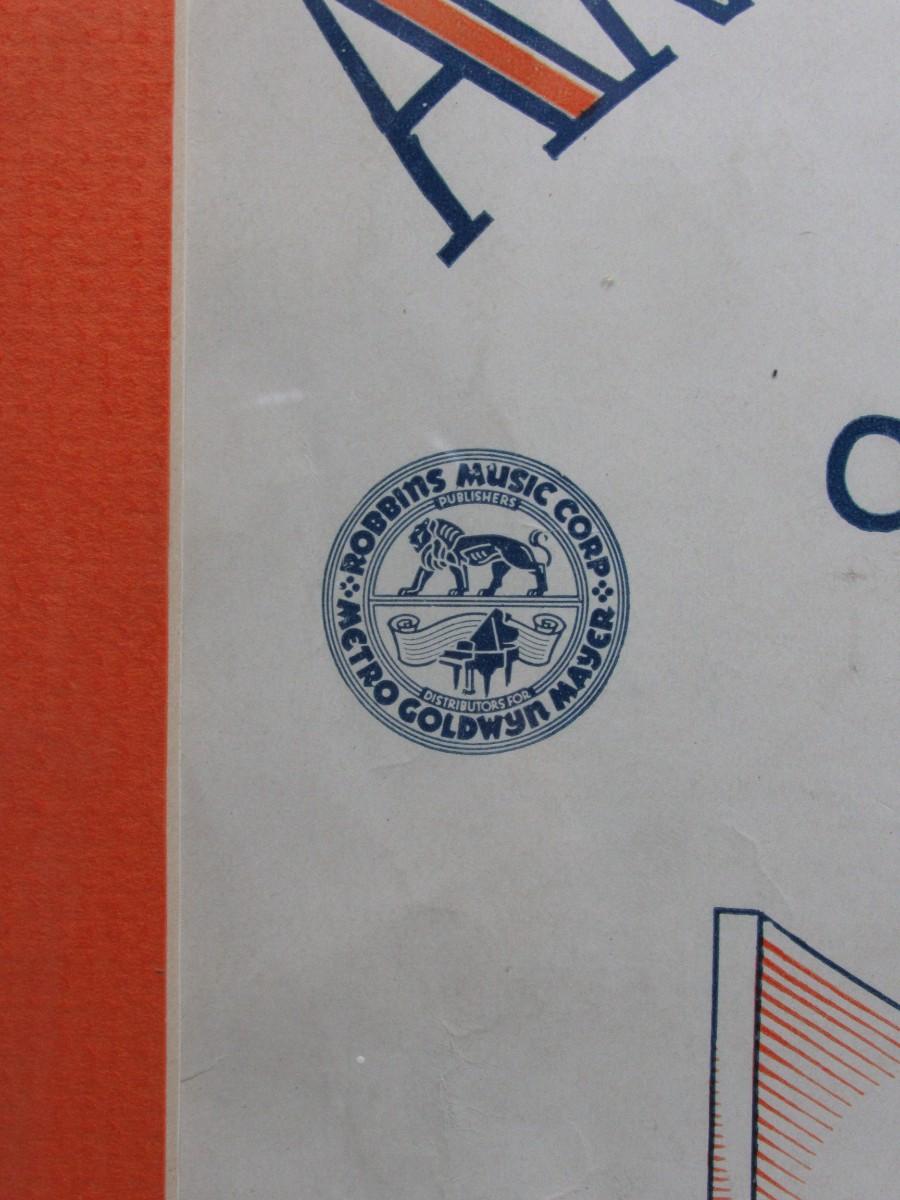 A
O
ROBBINS MUSIC CORP
PUBLISHERS
DISTRIBUTORS FOR
METRO GOLDWYN MAYER